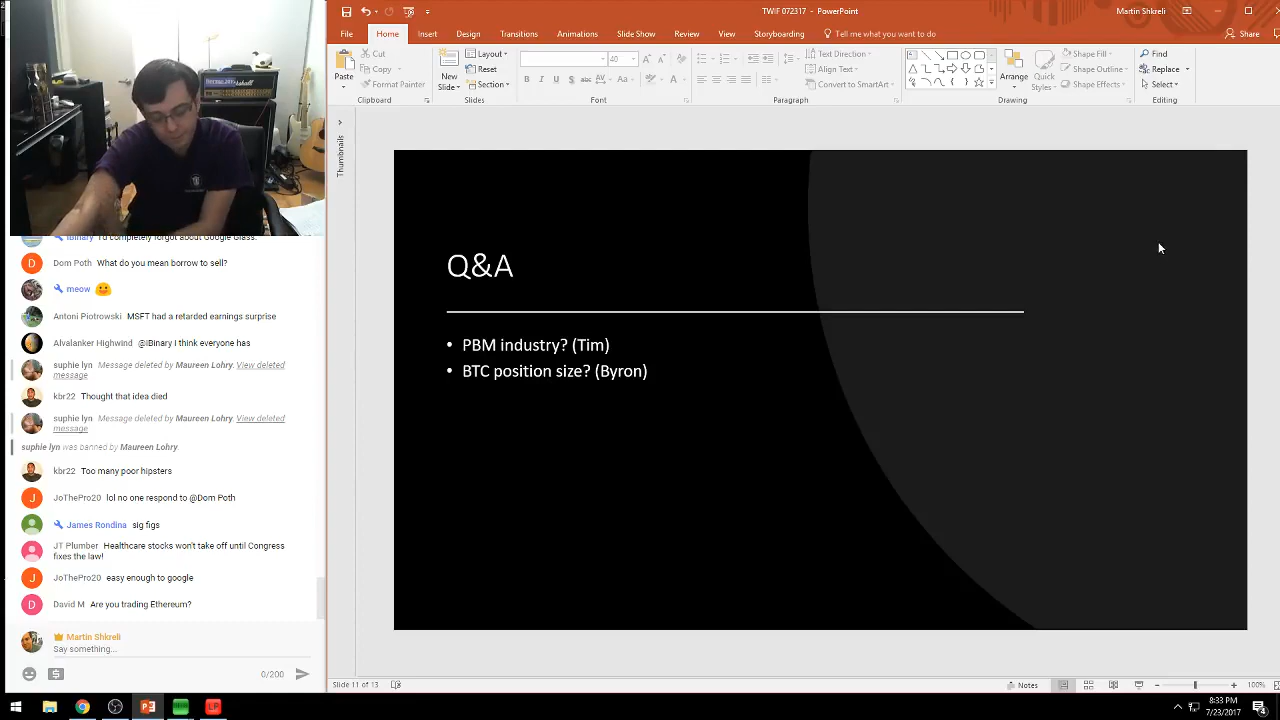 TWIF 072317 - PowerPoint
Martin Shkreli
File
Home
Insert
Design
Transitions
Animations
Slide Show
Review
View
Storyboarding
Tell me what you want to do
Share
Paste
Cut
Copy
Format Painter
Clipboard
New
Slide
Layout
Reset
Section
Slides
40
Font
Text Direction
Align Text
Convert to SmartArt
Paragraph
Arrange
Quick
Styles
Shape Fill
Shape Outline
Shape Effects
Drawing
Find
Replace
Select
Editing
Thumbnails
Marshall
Q&A
• PBM industry? (Tim)
• BTC position size? (Byron)
iBinary I'd completely forgot about Google Glass.
D Dom Poth What do you mean borrow to sell?
meow
Antoni Piotrowski MSFT had a retarded earnings surprise
Alvalanker Highwind @iBinary I think everyone has
suphie lyn Message deleted by Maureen Lohry. View deleted
message
kbr22 Thought that idea died
suphie lyn Message deleted by Maureen Lohry. View deleted
message
suphie lyn was banned by Maureen Lohry.
kbr22 Too many poor hipsters
J JoThePro20 lol no one respond to @Dom Poth
James Rondina sig figs
JT Plumber Healthcare stocks won't take off until Congress
fixes the law!
J JoThePro20 easy enough to google
D David M Are you trading Ethereum?
Martin Shkreli
Say something...
0/200
Slide 11 of 13
Notes
100%
8:33 PM
7/23/2017